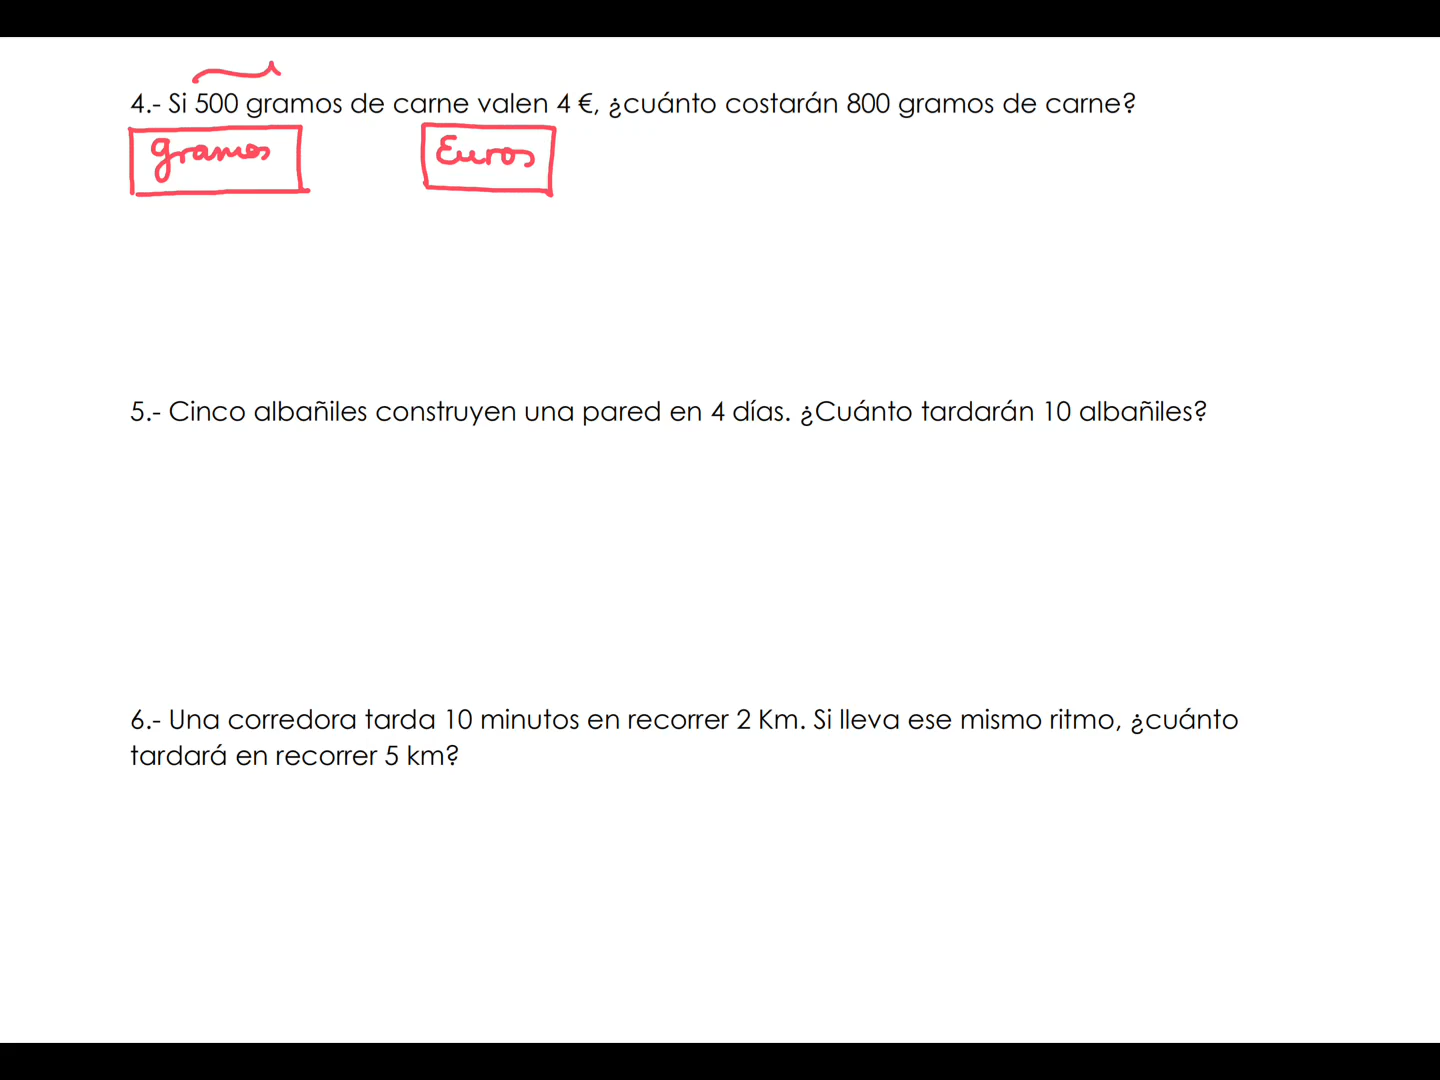 4.- Si 500 gramos de carne valen 4 €, ¿cuánto costarán 800 gramos de carne?
gramos Euros
5.- Cinco albañiles construyen una pared en 4 días. ¿Cuánto tardarán 10 albañiles?
6.- Una corredora tarda 10 minutos en recorrer 2 Km. Si lleva ese mismo ritmo, ¿cuánto
tardará en recorrer 5 km?